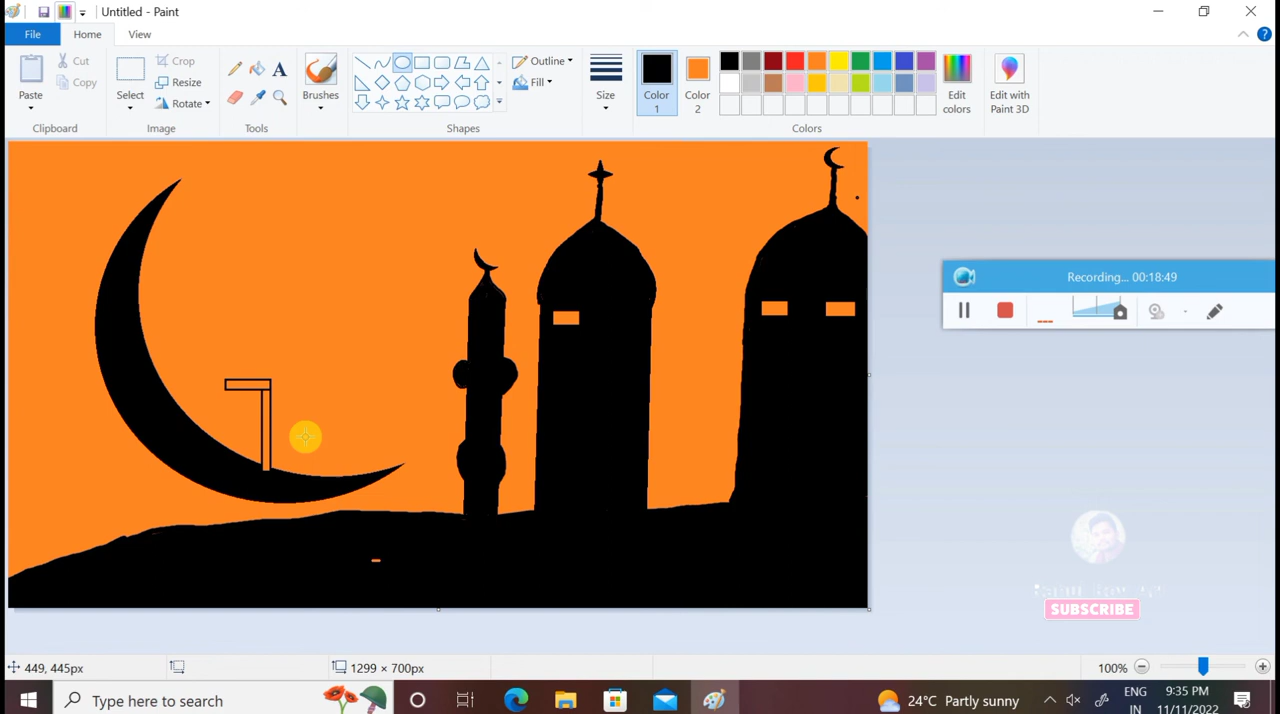 Untitled - Paint
File
Home
View
Paste
Cut
Copy
Clipboard
Select
Crop
Resize
Rotate
Image
A
Tools
Brushes
Outline
Fill
Shapes
Size
Color
1
Color
2
Edit
colors
Colors
Edit with
Paint 3D
Recording... 00:18:49
SUBSCRIBE
449, 445px
1299 × 700px
100%
Type here to search
24°C Partly sunny
ENG
IN
9:35 PM
11/11/2022